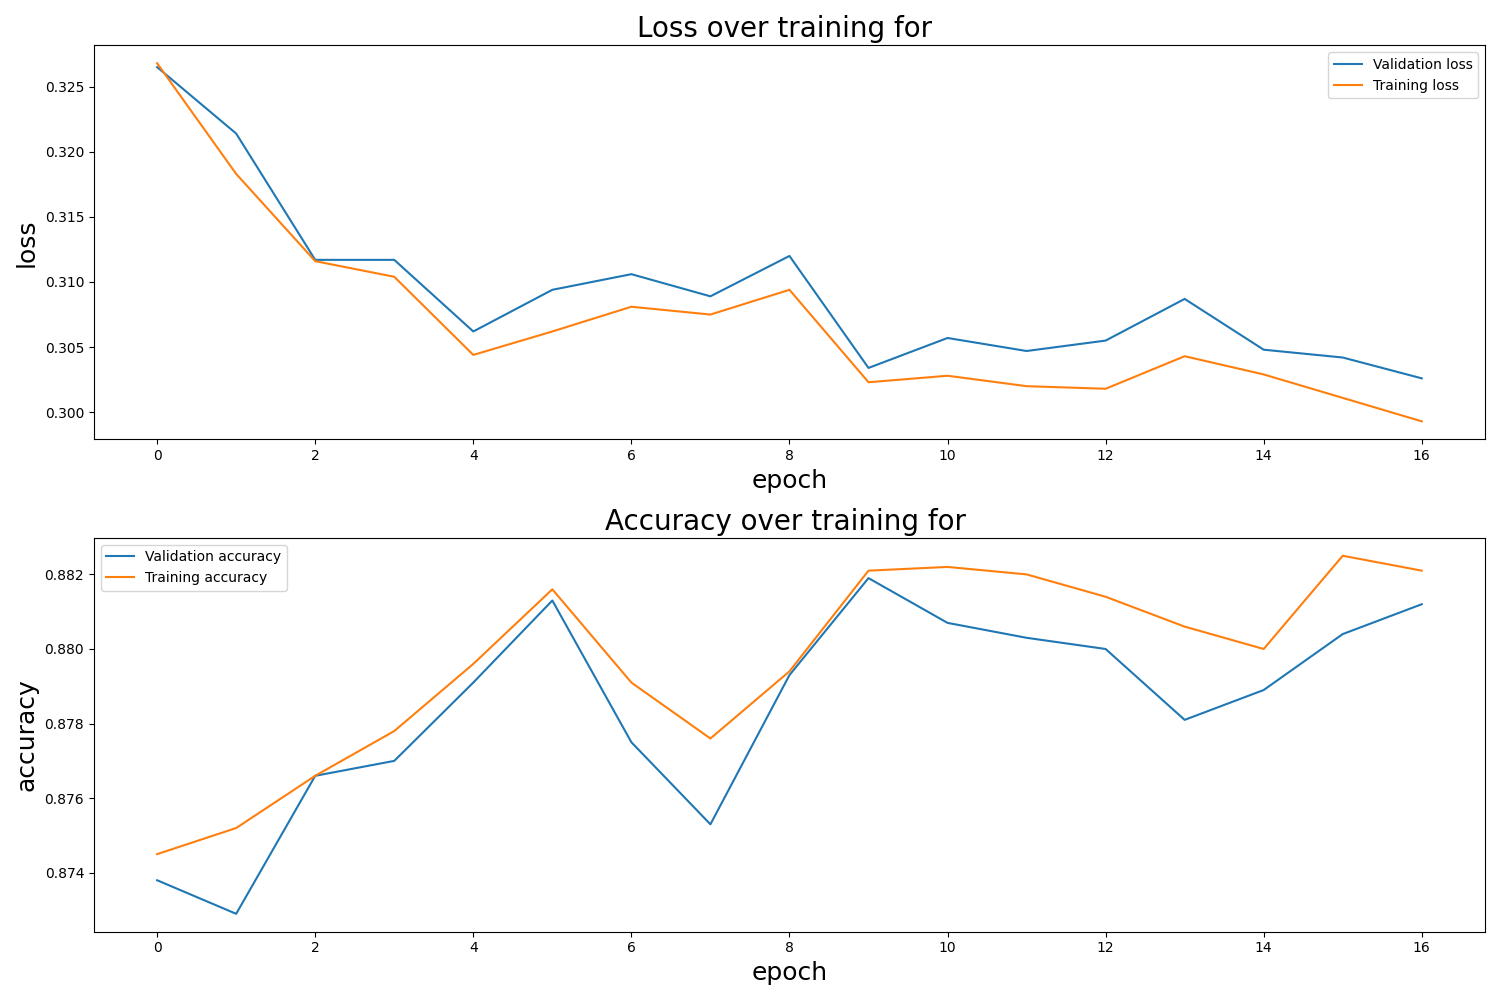 Loss over training for
Validation loss
Training loss
0.325
0.320
0.315
0.310
0.305
0.300
loss
0 2 4 6 8 10 12 14 16
epoch
Accuracy over training for
Validation accuracy
Training accuracy
0.882
0.880
0.878
0.876
0.874
accuracy
0 2 4 6 8 10 12 14 16
epoch